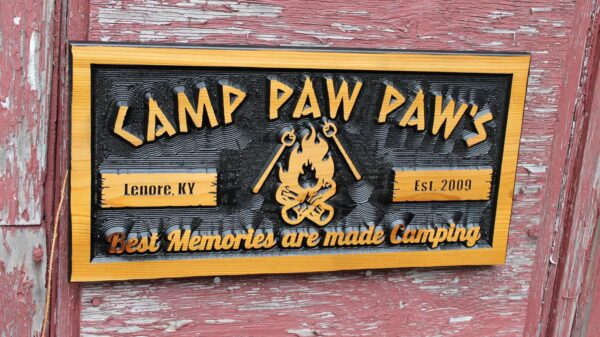 CAMP PAW PAW'S
Lenore, KY
Est. 2009
Best Memories are made Camping